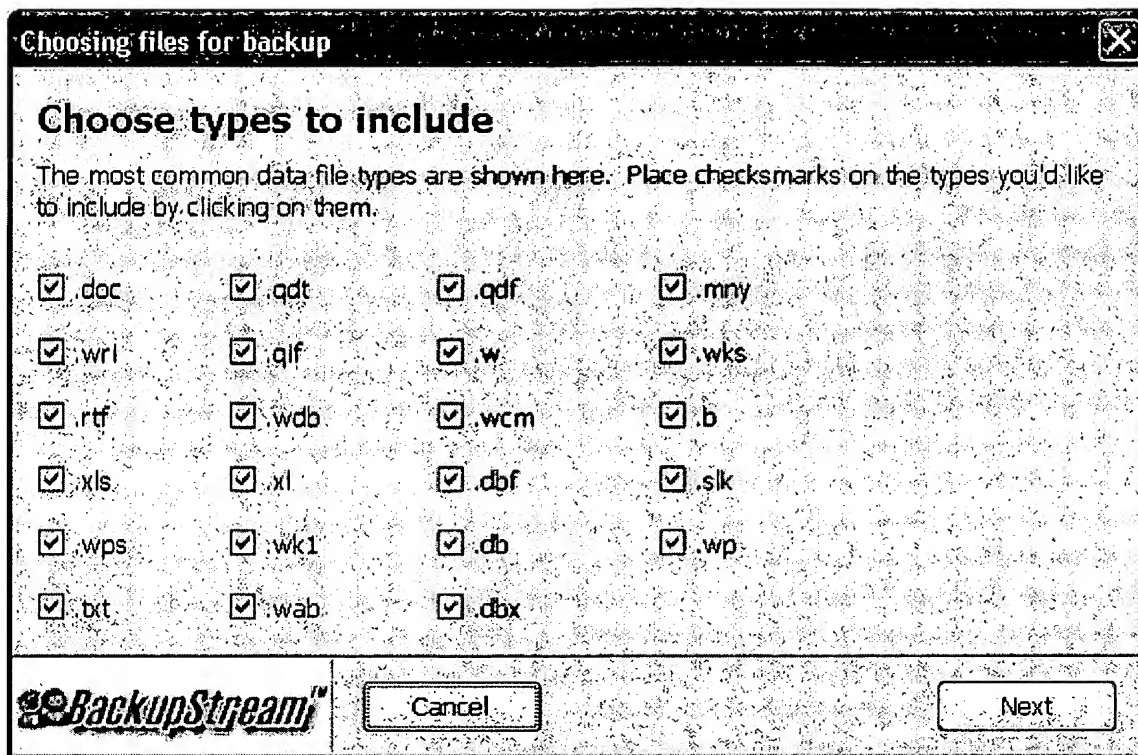 Choosing files for backup
Choose types to include
The most common data file types are shown here. Place checksmarks on the types you'd like
to include by clicking on them.
.doc .qdt .qdf .mny
.wri .qif .w .wks
.rtf .wdb .wcm .b
.xls .xl .dbf .slk
.wps .wk1 .db .wp
.txt .wab .dbx
BackupStream™ Cancel Next